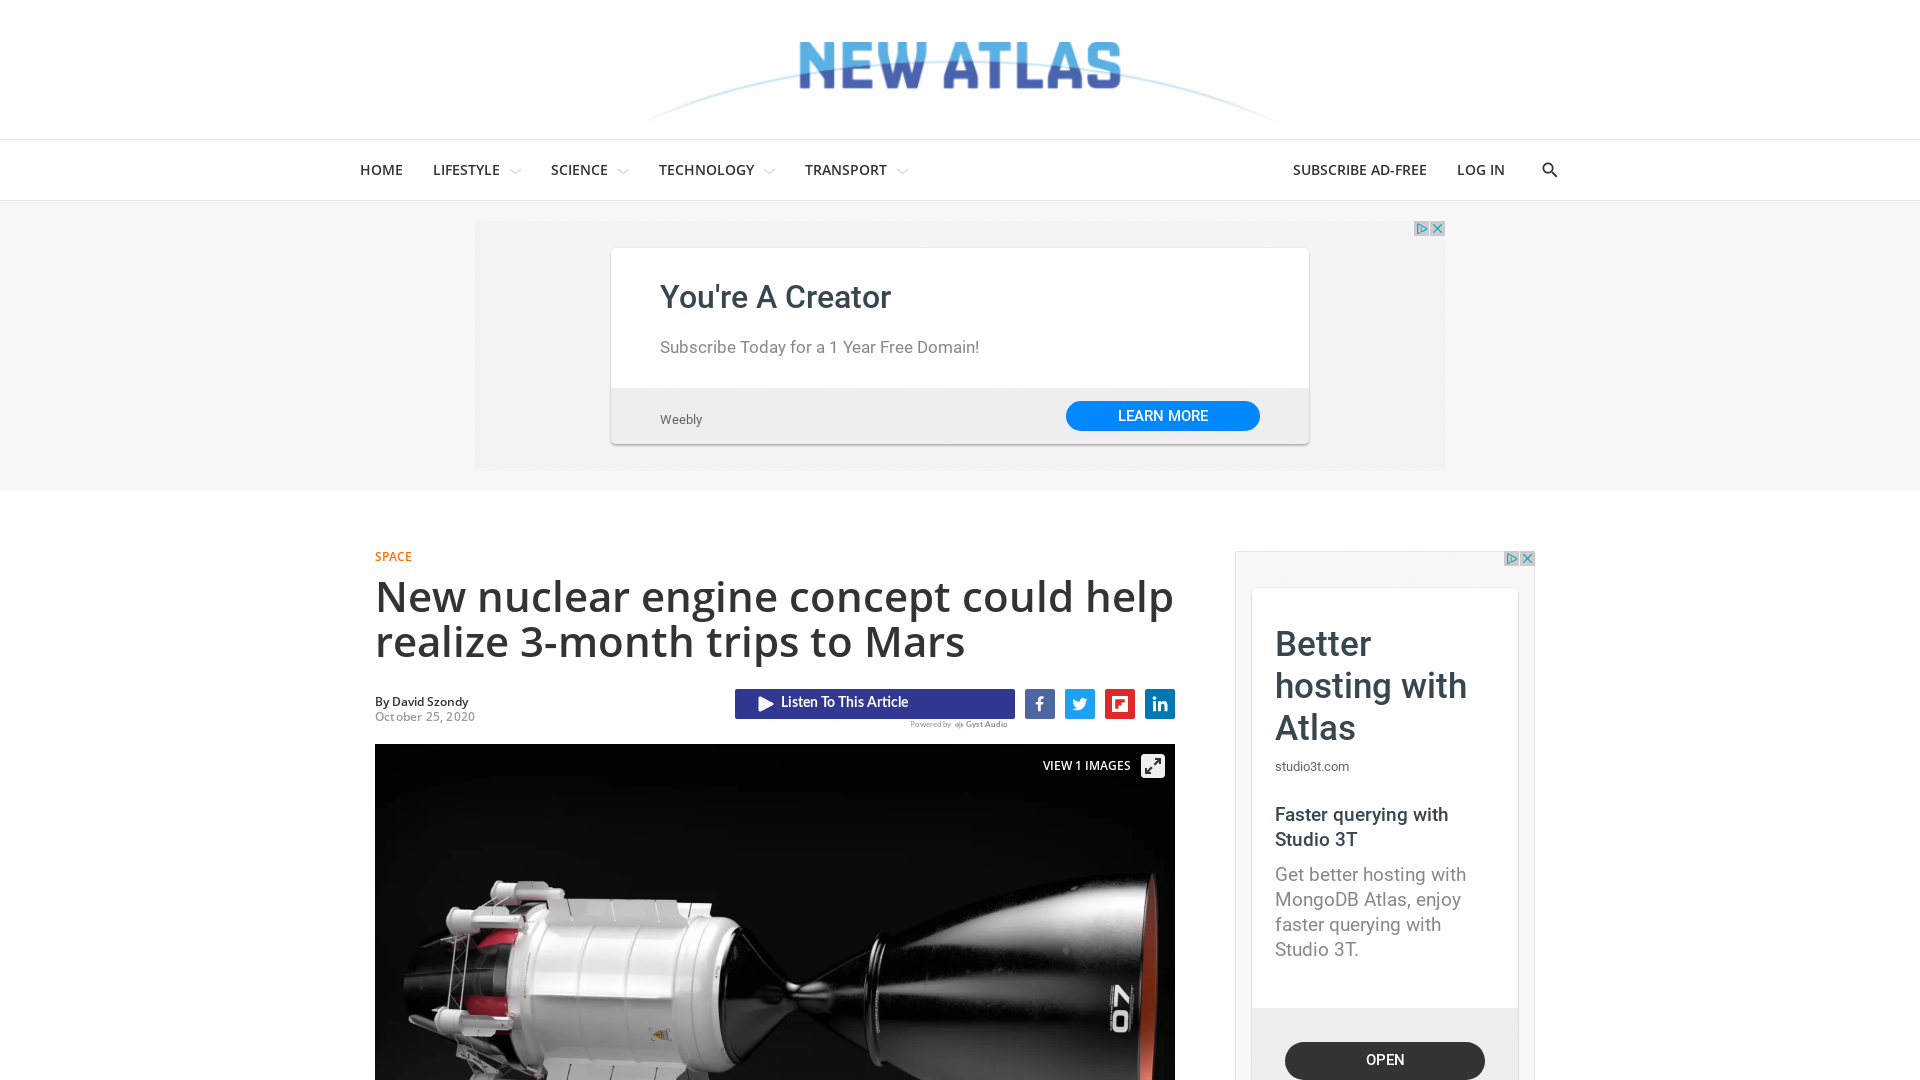 NEW ATLAS
HOME LIFESTYLE SCIENCE TECHNOLOGY TRANSPORT SUBSCRIBE AD-FREE LOG IN
You're A Creator
Subscribe Today for a 1 Year Free Domain!
Weebly
LEARN MORE
SPACE
New nuclear engine concept could help
realize 3-month trips to Mars
By David Szondy
October 25, 2020
Listen To This Article
Powered by Gyst Audio
VIEW 1 IMAGES
7.0
Better
hosting with
Atlas
studio3t.com
Faster querying with
Studio 3T
Get better hosting with
MongoDB Atlas, enjoy
faster querying with
Studio 3T.
OPEN